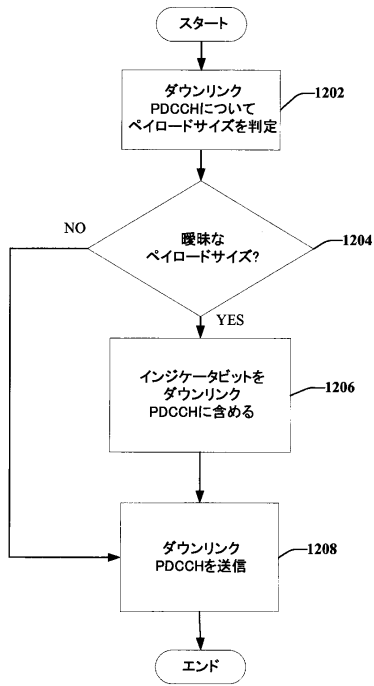 スタート
ダウンリンク
PDCCHについて
ペイロードサイズを判定
1202
曖昧な
ペイロードサイズ?
1204
NO
YES
インジケータビットを
ダウンリンク
PDCCHに含める
1206
ダウンリンク
PDCCHを送信
1208
エンド